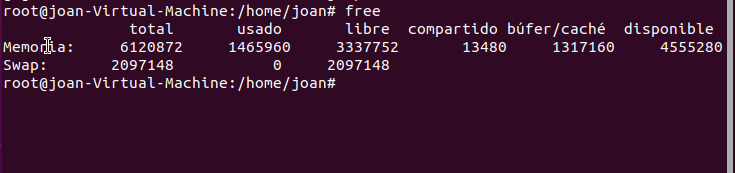 root@joan-Virtual-Machine:/home/joan# free
total usado libre compartido búfer/caché disponible
Memoria: 6120872 1465960 3337752 13480 1317160 4555280
Swap: 2097148 0 2097148
root@joan-Virtual-Machine:/home/joan#